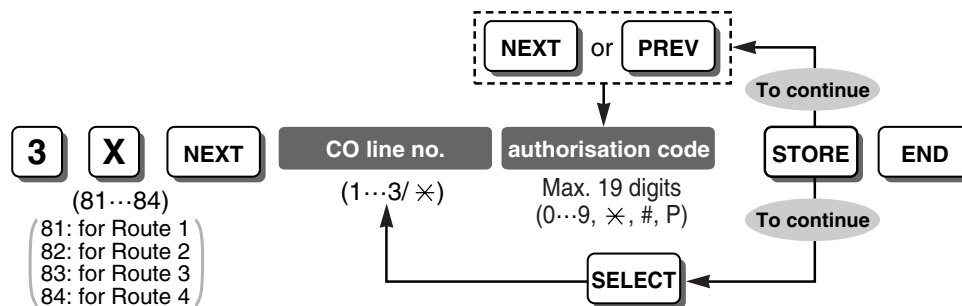 NEXT or PREV
To continue
3 X NEXT CO line no. authorisation code STORE END
(81···84) (1···3/ ✳) Max. 19 digits
(0···9, ✳, #, P)
To continue
81: for Route 1
82: for Route 2
83: for Route 3
84: for Route 4
SELECT